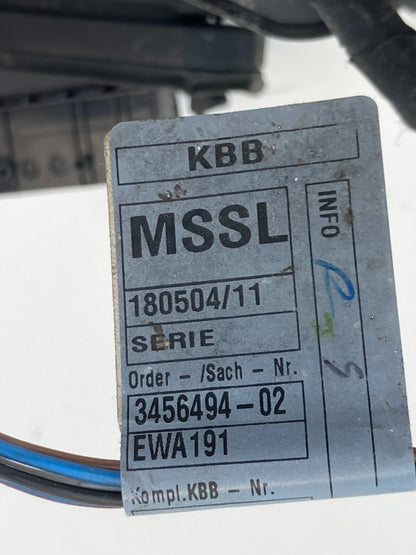 KBB
MSSL
180504/11
SERIE
Order - /Sach - Nr.
3456494-02
EWA191
Kompl.KBB - Nr.
INFO